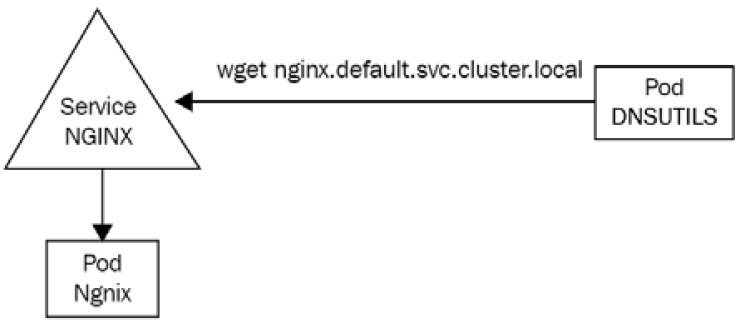 wget nginx.default.svc.cluster.local
Service
NGINX
Pod
DNSUTILS
Pod
Ngnix